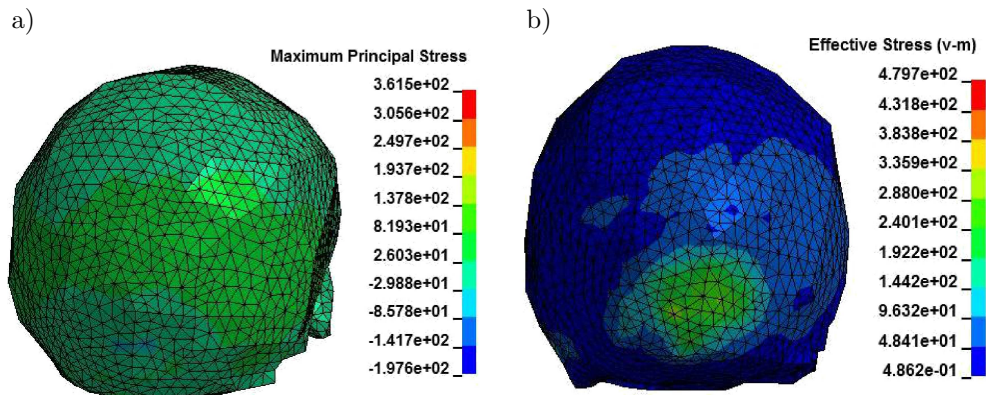 a)
Maximum Principal Stress
3.615e+02
3.056e+02
2.497e+02
1.937e+02
1.378e+02
8.193e+01
2.603e+01
-2.988e+01
-8.578e+01
-1.417e+02
-1.976e+02
b)
Effective Stress (v-m)
4.797e+02
4.318e+02
3.838e+02
3.359e+02
2.880e+02
2.401e+02
1.922e+02
1.442e+02
9.632e+01
4.841e+01
4.862e-01